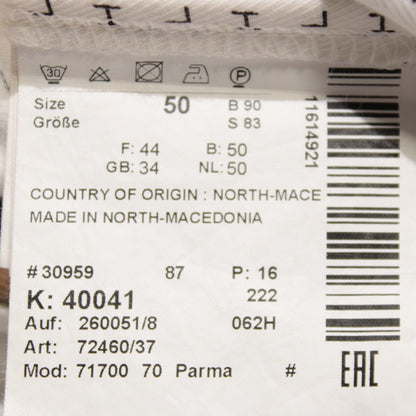 30 P
Size 50 B 90
Größe S 83
F: 44 B: 50
GB: 34 NL: 50
COUNTRY OF ORIGIN : NORTH-MACE
MADE IN NORTH-MACEDONIA
#30959 87 P: 16
K: 40041 222
Auf: 260051/8 062H
Art: 72460/37
Mod: 71700 70 Parma #
11614921
EAC